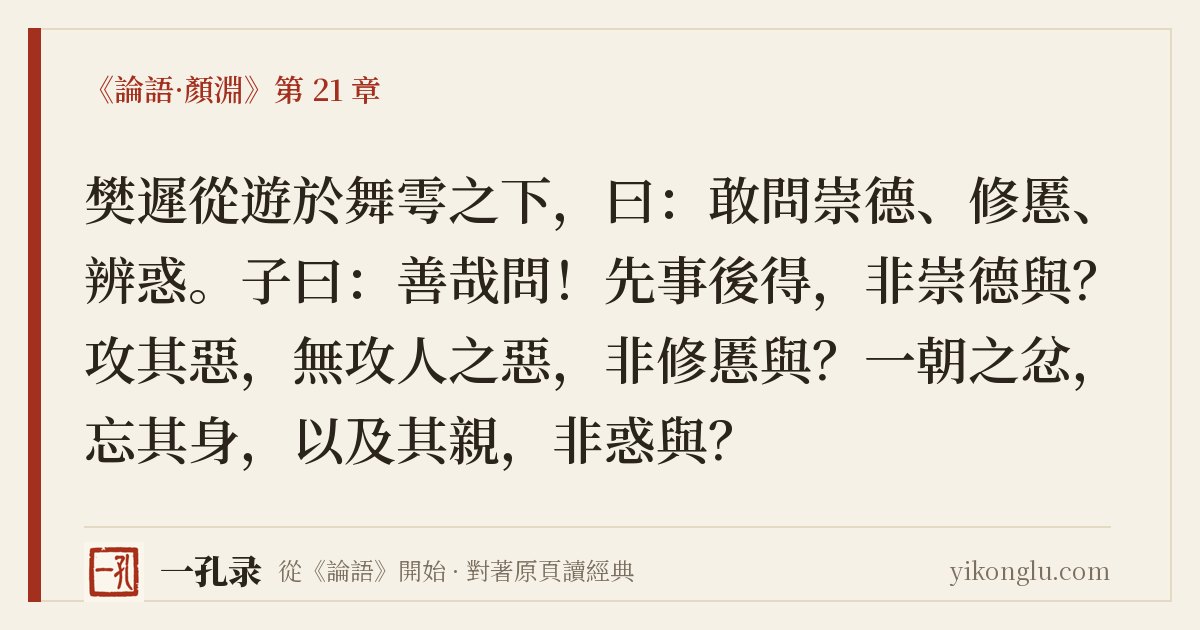 《論語·顏淵》第 21 章
樊遲從遊於舞雩之下，曰：敢問崇德、修慝、
辨惑。子曰：善哉問！先事後得，非崇德與？
攻其惡，無攻人之惡，非修慝與？一朝之忿，
忘其身，以及其親，非惑與？
一孔 一孔录 從《論語》開始 · 對著原頁讀經典 yikonglu.com